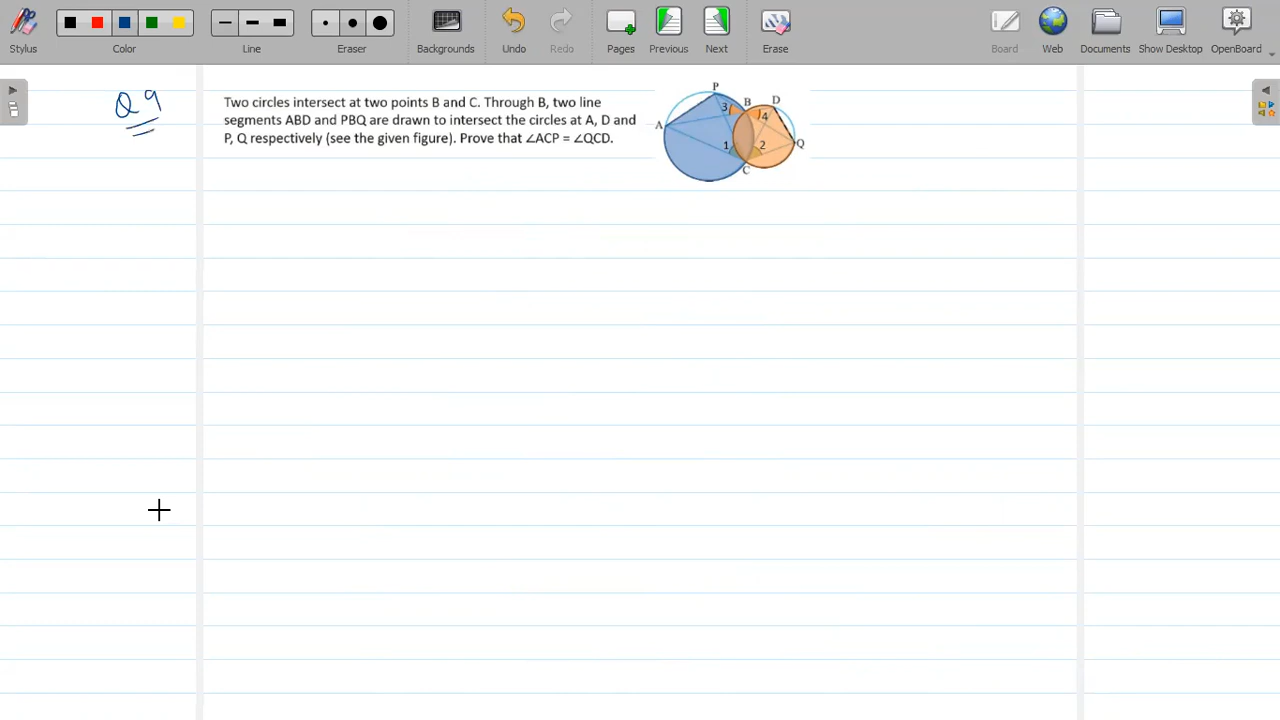 Stylus Color Line Eraser Backgrounds Undo Redo Pages Previous Next Erase Board Web Documents Show Desktop OpenBoard
Q 9
Two circles intersect at two points B and C. Through B, two line
segments ABD and PBQ are drawn to intersect the circles at A, D and
P, Q respectively (see the given figure). Prove that ∠ACP = ∠QCD.
P
B
D
3
4
A
1
2
Q
C